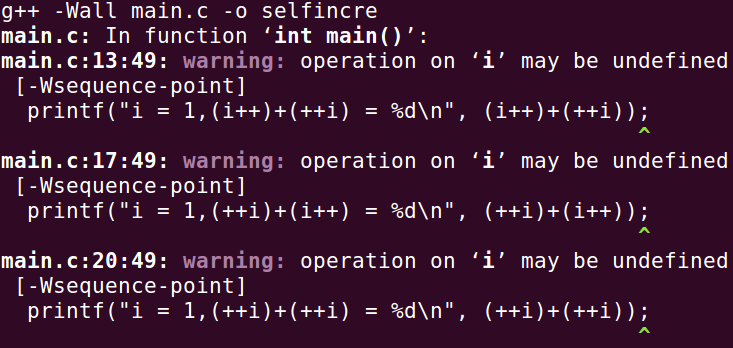 g++ -Wall main.c -o selfincre
main.c: In function ‘int main()’:
main.c:13:49: warning: operation on ‘i’ may be undefined
[-Wsequence-point]
printf("i = 1,(i++)+(++i) = %d\n", (i++)+(++i));
^
main.c:17:49: warning: operation on ‘i’ may be undefined
[-Wsequence-point]
printf("i = 1,(++i)+(i++) = %d\n", (++i)+(i++));
^
main.c:20:49: warning: operation on ‘i’ may be undefined
[-Wsequence-point]
printf("i = 1,(++i)+(++i) = %d\n", (++i)+(++i));
^